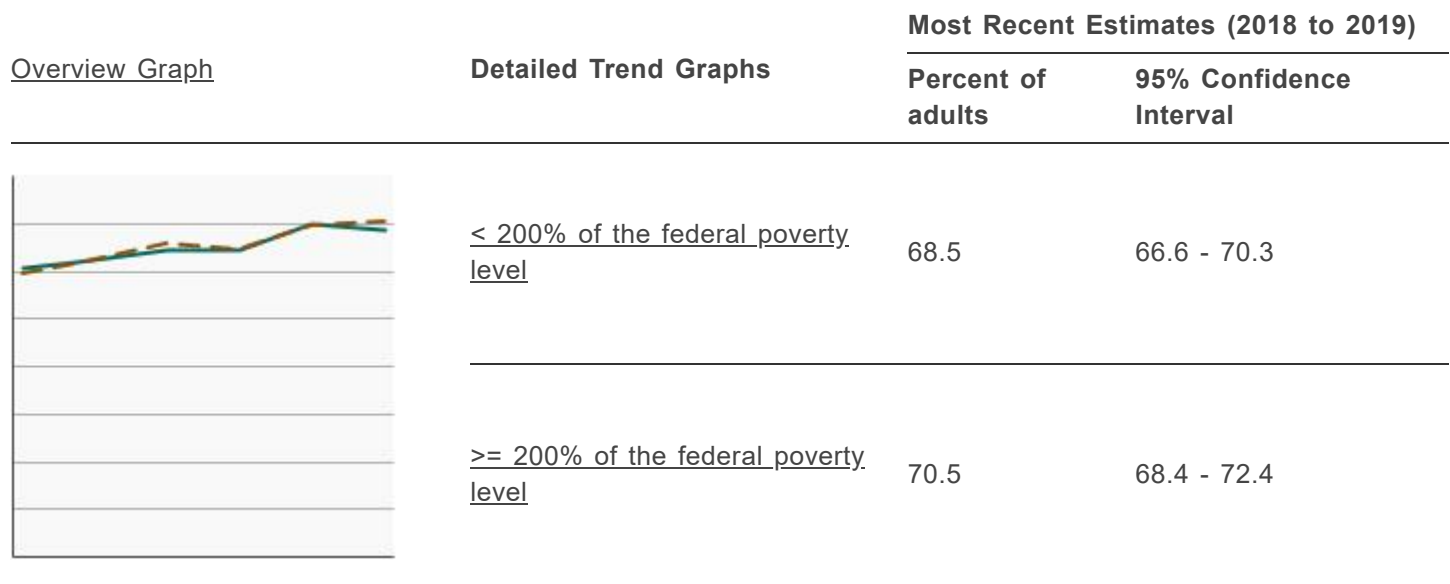 Most Recent Estimates (2018 to 2019)
Overview Graph
Detailed Trend Graphs
Percent of
adults
95% Confidence
Interval
< 200% of the federal poverty
level
68.5
66.6 - 70.3
>= 200% of the federal poverty
level
70.5
68.4 - 72.4